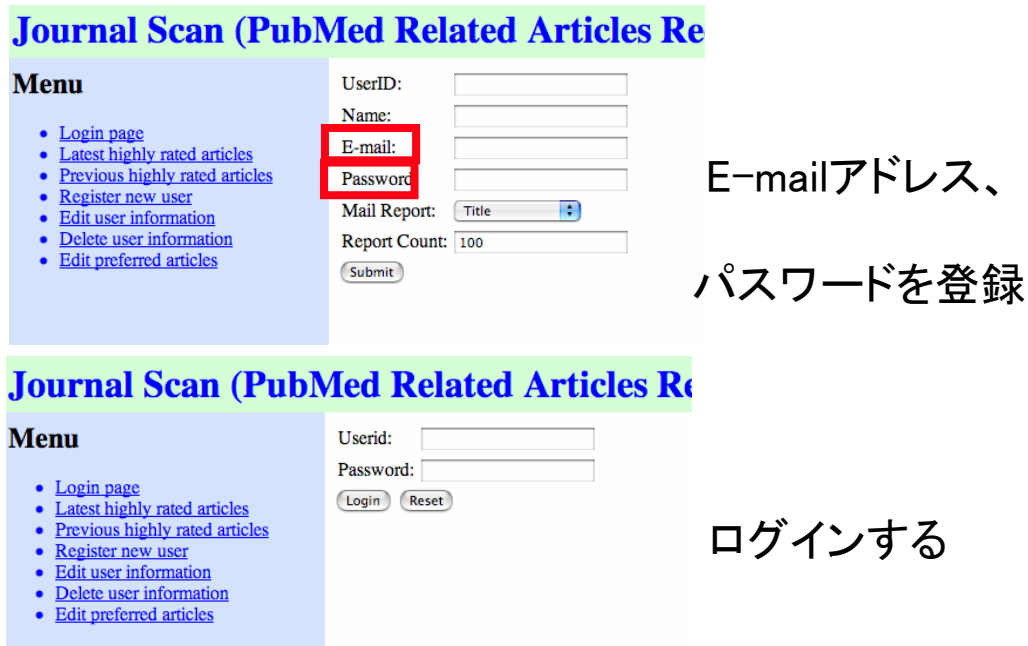 Journal Scan (PubMed Related Articles Re
Menu
Login page
Latest highly rated articles
Previous highly rated articles
Register new user
Edit user information
Delete user information
Edit preferred articles
UserID:
Name:
E-mail:
Password
Mail Report: Title
Report Count: 100
Submit
E-mailアドレス、
パスワードを登録
Journal Scan (PubMed Related Articles Re
Menu
Login page
Latest highly rated articles
Previous highly rated articles
Register new user
Edit user information
Delete user information
Edit preferred articles
Userid:
Password:
Login Reset
ログインする